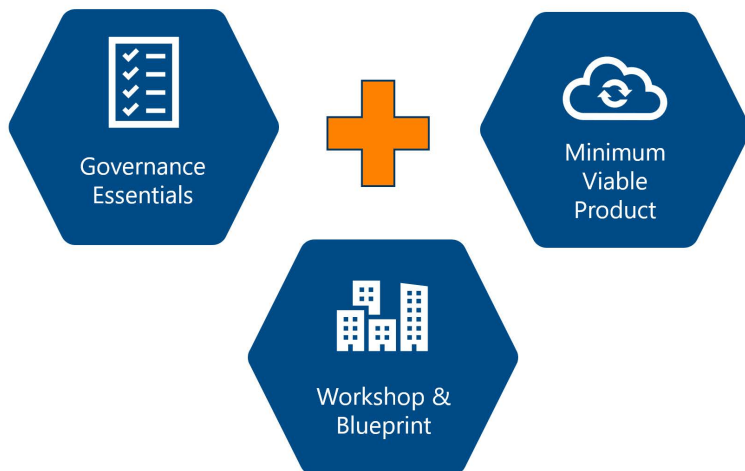 Governance
Essentials
Minimum
Viable
Product
Workshop &
Blueprint